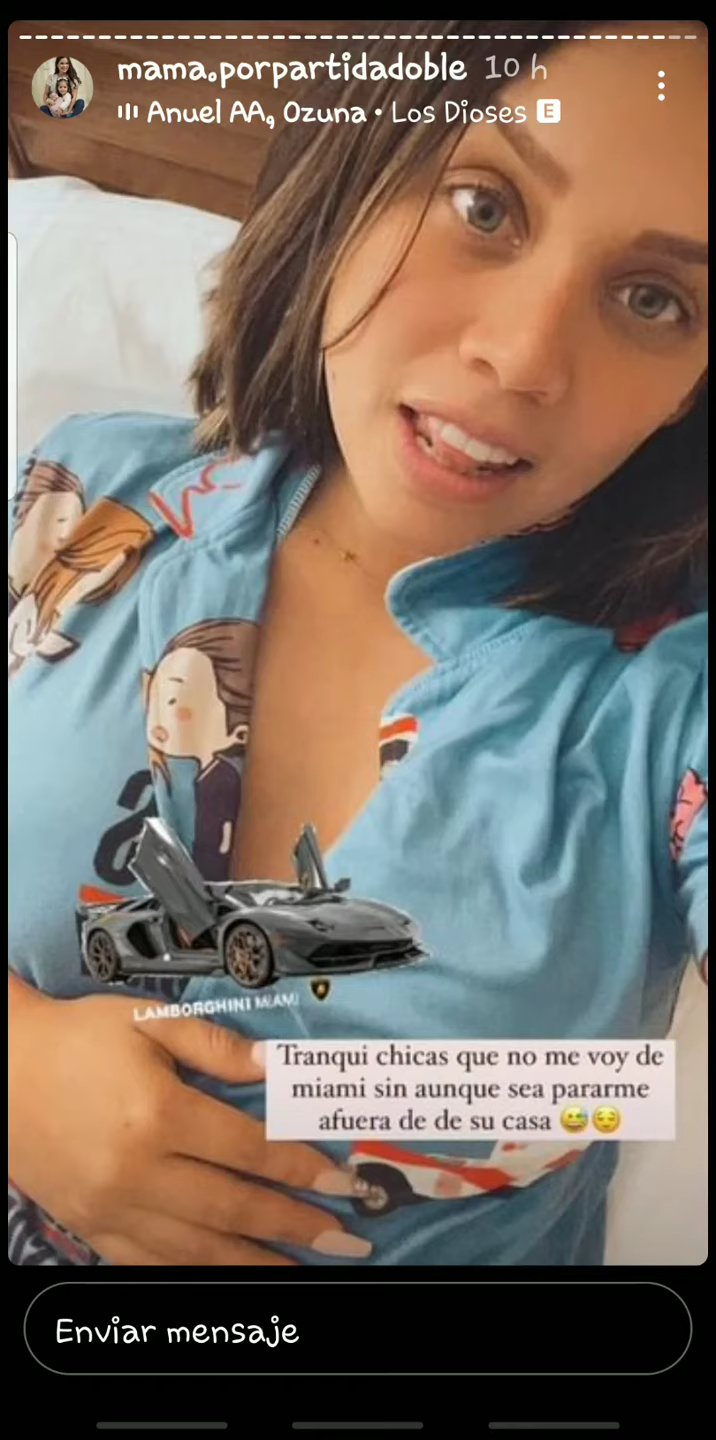 mama.porpartidadoble 10 h
Anuel AA, Ozuna • Los Dioses E
LAMBORGHINI MIAMI
Tranqui chicas que no me voy de
miami sin aunque sea pararme
afuera de de su casa 😅😌
Enviar mensaje